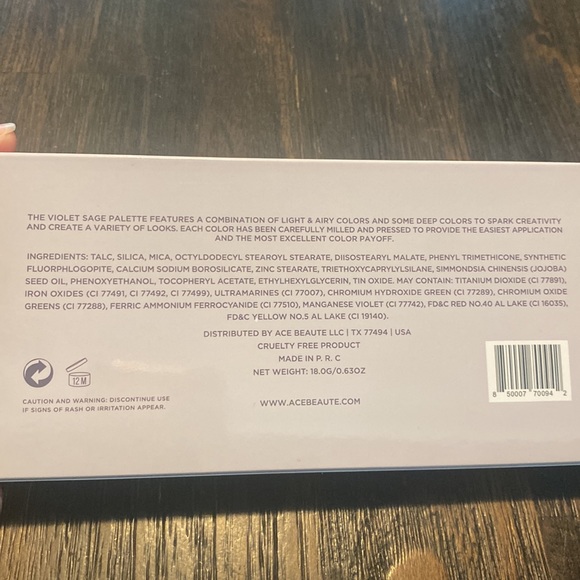 THE VIOLET SAGE PALETTE FEATURES A COMBINATION OF LIGHT & AIRY COLORS AND SOME DEEP COLORS TO SPARK CREATIVITY
AND CREATE A VARIETY OF LOOKS. EACH COLOR HAS BEEN CAREFULLY MILLED AND PRESSED TO PROVIDE THE EASIEST APPLICATION
AND THE MOST EXCELLENT COLOR PAYOFF.
INGREDIENTS: TALC, SILICA, MICA, OCTYLDODECYL STEAROYL STEARATE, DIISOSTEARYL MALATE, PHENYL TRIMETHICONE, SYNTHETIC
FLUORPHLOGOPITE, CALCIUM SODIUM BOROSILICATE, ZINC STEARATE, TRIETHOXYCAPRYLYLSILANE, SIMMONDSIA CHINENSIS (JOJOBA)
SEED OIL, PHENOXYETHANOL, TOCOPHERYL ACETATE, ETHYLHEXYLGLYCERIN, TIN OXIDE. MAY CONTAIN: TITANIUM DIOXIDE (CI 77891),
IRON OXIDES (CI 77491, CI 77492, CI 77499), ULTRAMARINES (CI 77007), CHROMIUM HYDROXIDE GREEN (CI 77289), CHROMIUM OXIDE
GREENS (CI 77288), FERRIC AMMONIUM FERROCYANIDE (CI 77510), MANGANESE VIOLET (CI 77742), FD&C RED NO.40 AL LAKE (CI 16035),
FD&C YELLOW NO.5 AL LAKE (CI 19140).
DISTRIBUTED BY ACE BEAUTE LLC | TX 77494 | USA
CRUELTY FREE PRODUCT
MADE IN P. R. C
NET WEIGHT: 18.0G/0.63OZ
12 M
CAUTION AND WARNING: DISCONTINUE USE
IF SIGNS OF RASH OR IRRITATION APPEAR.
WWW.ACEBEAUTE.COM
8 50007 70094 2